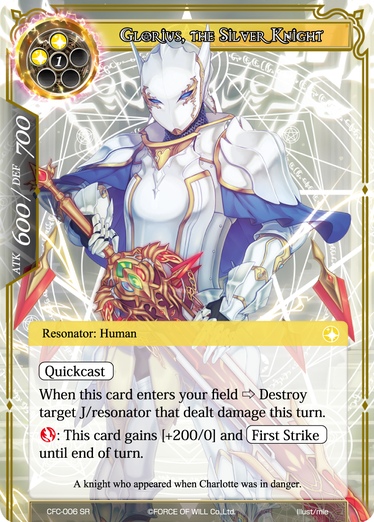 Glorius, the Silver Knight
1
ATK 600 / DEF 700
Resonator: Human
Quickcast
When this card enters your field ⇨ Destroy
target J/resonator that dealt damage this turn.
: This card gains [+200/0] and First Strike
until end of turn.
A knight who appeared when Charlotte was in danger.
CFC-006 SR ©FORCE OF WILL Co.,Ltd. Illust/mle